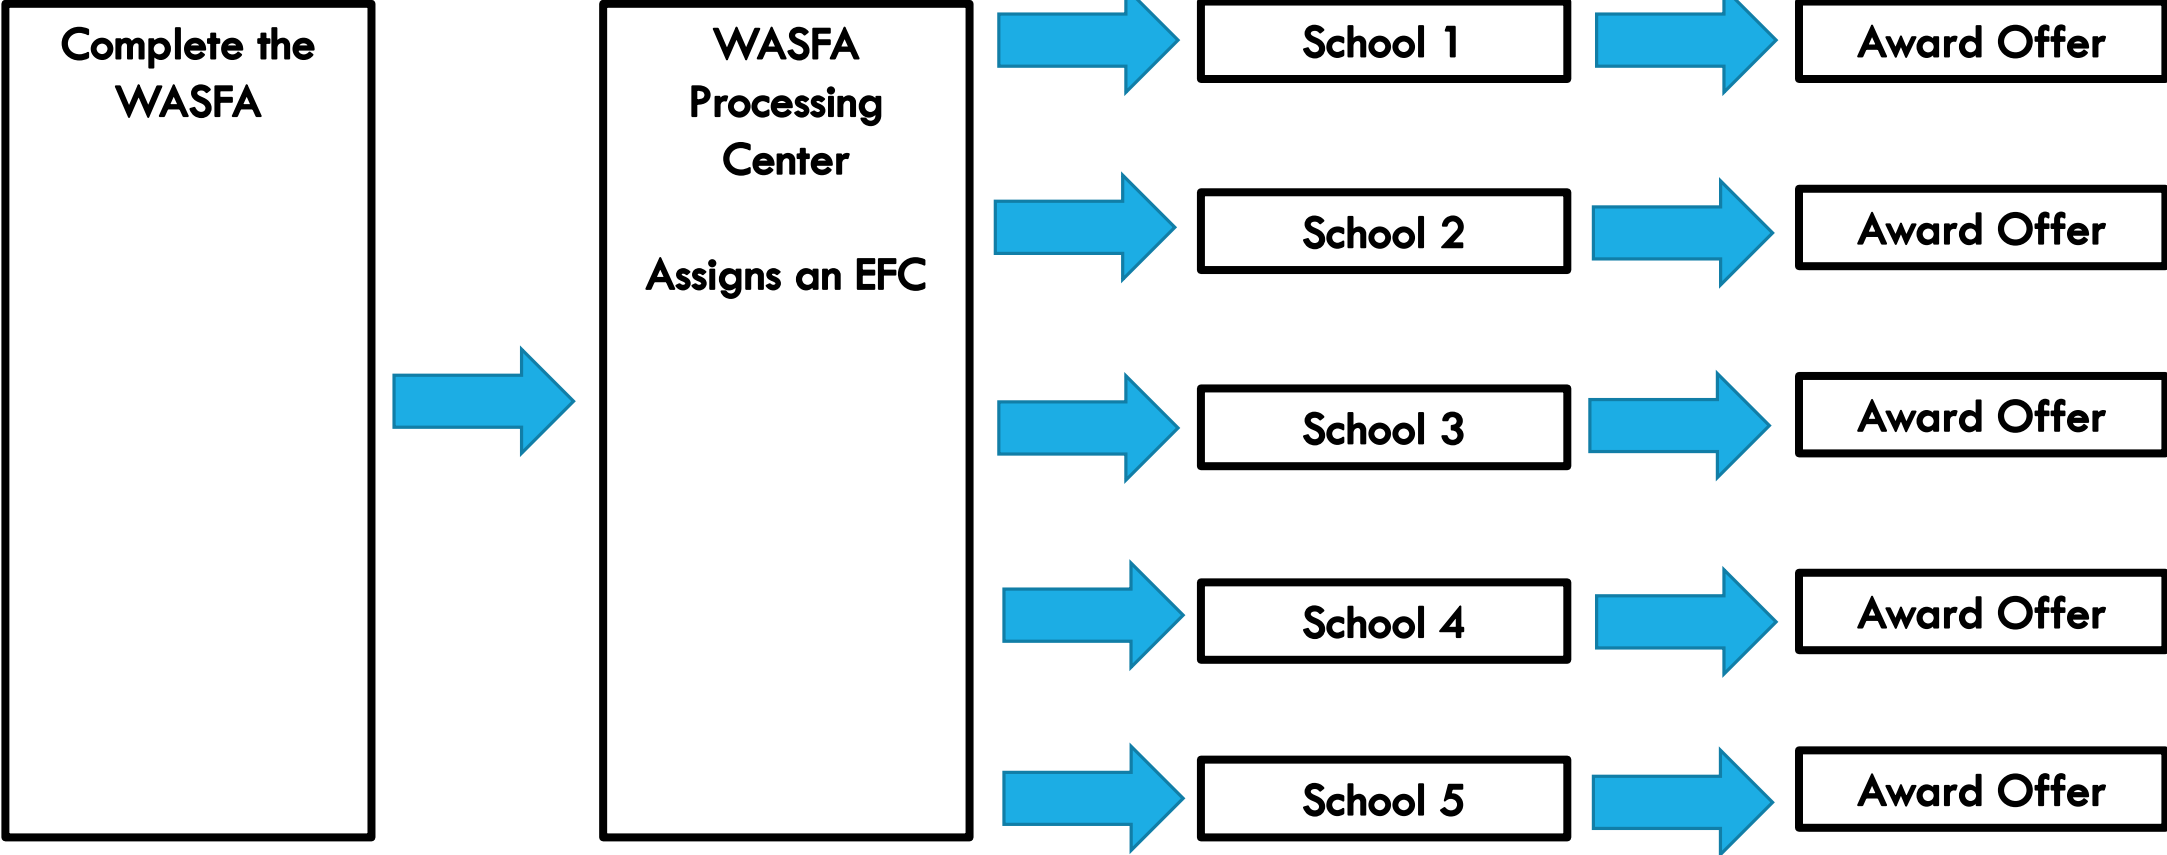 Complete the
WASFA
WASFA
Processing
Center
Assigns an EFC
School 1
Award Offer
School 2
Award Offer
School 3
Award Offer
School 4
Award Offer
School 5
Award Offer